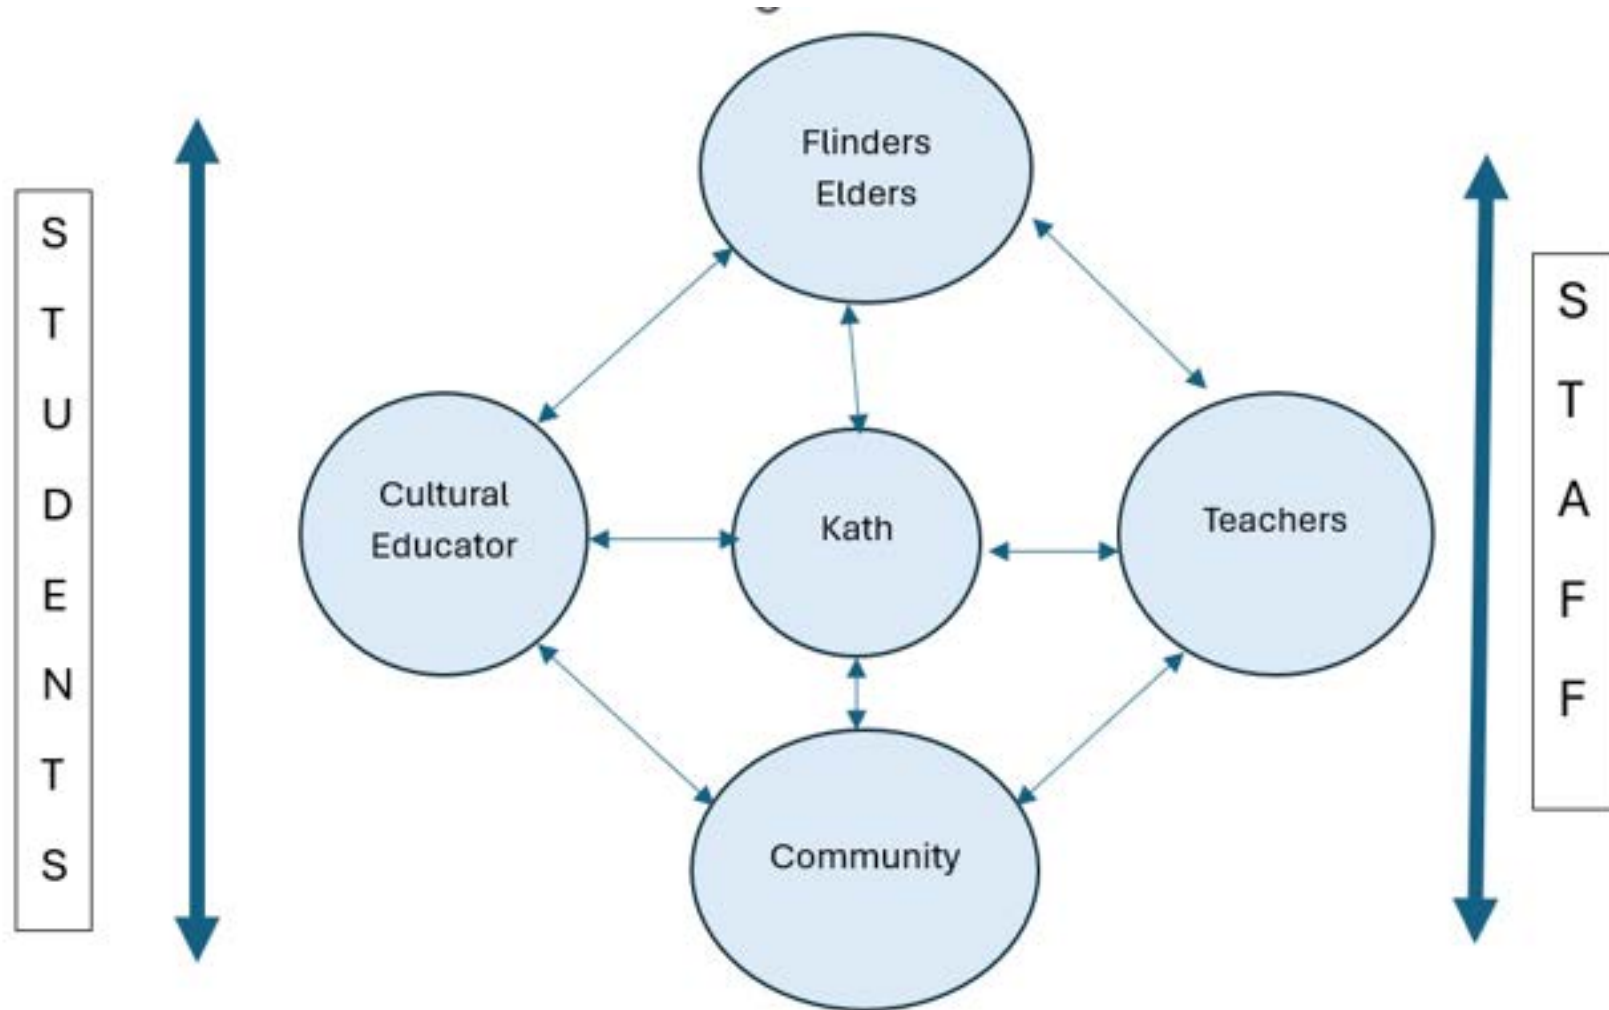 Flinders
Elders
Cultural
Educator
Kath
Teachers
Community
S
T
U
D
E
N
T
S
S
T
A
F
F